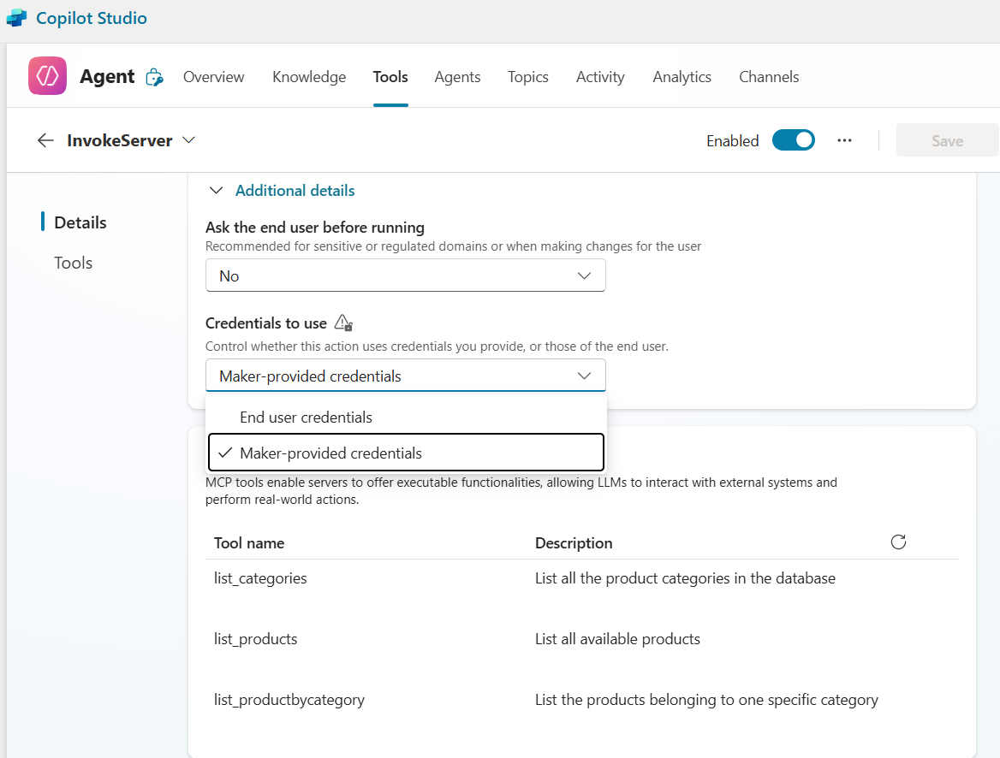 Copilot Studio
Agent Overview Knowledge Tools Agents Topics Activity Analytics Channels
InvokeServer Enabled Save
Details
Tools
Additional details
Ask the end user before running
Recommended for sensitive or regulated domains or when making changes for the user
No
Credentials to use
Control whether this action uses credentials you provide, or those of the end user.
Maker-provided credentials
End user credentials
Maker-provided credentials
MCP tools enable servers to offer executable functionalities, allowing LLMs to interact with external systems and
perform real-world actions.
Tool name Description
list_categories List all the product categories in the database
list_products List all available products
list_productbycategory List the products belonging to one specific category